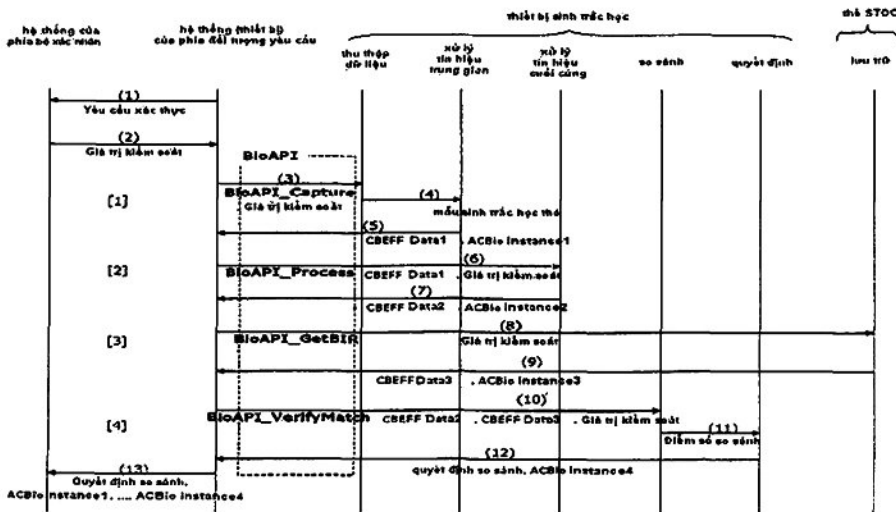 thiết bị sinh trắc học
thẻ STOC
hệ thống của
phía bộ xác nhận
hệ thống (thiết bị)
của phía đối tượng yêu cầu
thu thập
dữ liệu
xử lý
tín hiệu
trung gian
xử lý
tín hiệu
cuối cùng
so sánh
quyết định
lưu trữ
(1)
Yêu cầu xác thực
(2)
Giá trị kiểm soát
BioAPI
[1]
(3)
BioAPI_Capture
Giá trị kiểm soát
(4)
mẫu sinh trắc học thô
(5)
CBEFF Data1 , ACBio Instance1
[2]
(6)
BioAPI_Process
CBEFF Data1 , Giá trị kiểm soát
(7)
CBEFF Data2 , ACBio Instance2
[3]
(8)
BioAPI_GetBIR
Giá trị kiểm soát
(9)
CBEFFData3 , ACBio Instance3
[4]
(10)
BioAPI_VerifyMatch
CBEFF Data2 , CBEFF Data3 , Giá trị kiểm soát
(11)
Điểm số so sánh
(12)
quyết định so sánh, ACBio Instance4
(13)
Quyết định so sánh,
ACBio Instance1, .... ACBio Instance4